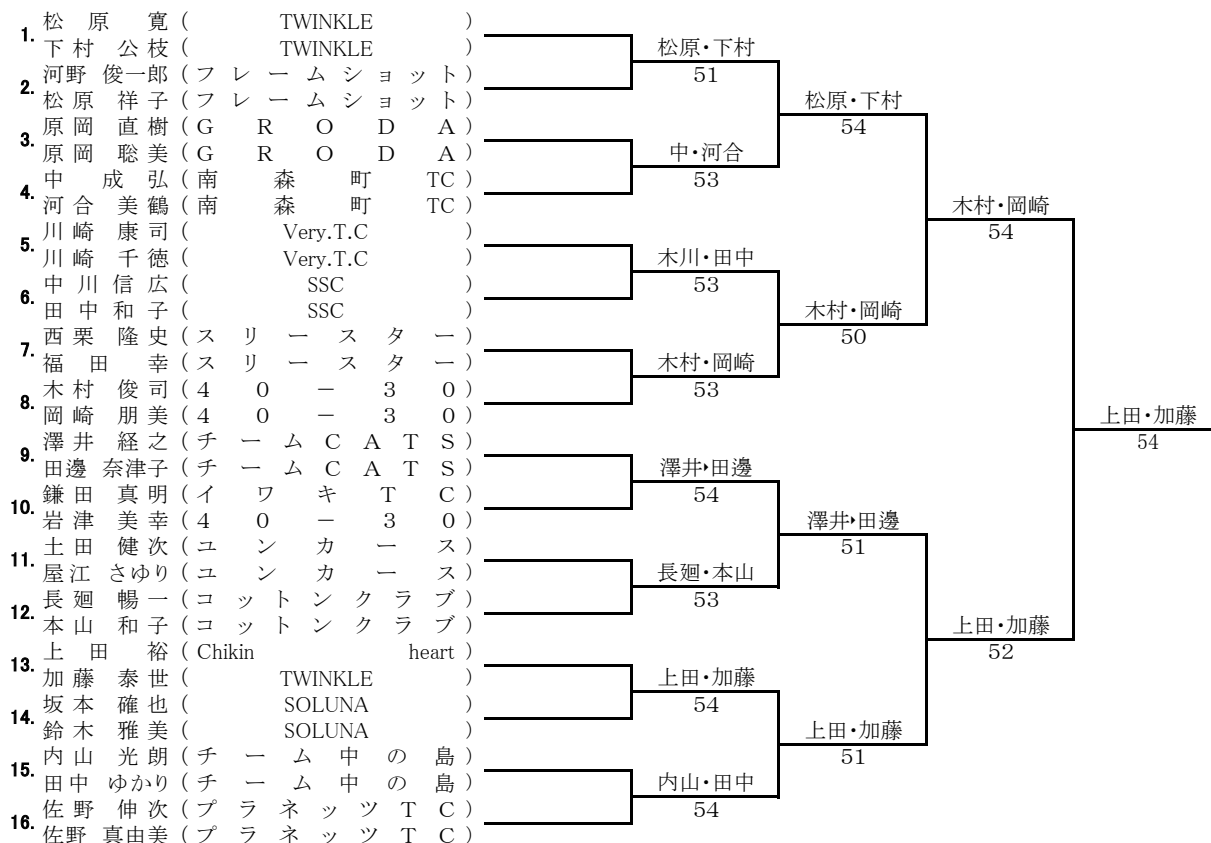 1. 松原 寛 ( TWINKLE )
下村 公枝 ( TWINKLE )
2. 河野 俊一郎 ( フレームショット )
松原 祥子 ( フレームショット )
3. 原岡 直樹 ( GRODA )
原岡 聡美 ( GRODA )
4. 中 成弘 ( 南森町TC )
河合 美鶴 ( 南森町TC )
5. 川崎 康司 ( Very.T.C )
川崎 千徳 ( Very.T.C )
6. 中川信広 ( SSC )
田中和子 ( SSC )
7. 西栗 隆史 ( スリースター )
福田 幸 ( スリースター )
8. 木村 俊司 ( 40－30 )
岡崎 朋美 ( 40－30 )
9. 澤井 経之 ( チームCATS )
田邊 奈津子 ( チームCATS )
10. 鎌田 真明 ( イワキTC )
岩津 美幸 ( 40－30 )
11. 土田 健次 ( ユンカース )
屋江 さゆり ( ユンカース )
12. 長廻 暢一 ( コットンクラブ )
本山 和子 ( コットンクラブ )
13. 上田 裕 ( Chikin heart )
加藤 泰世 ( TWINKLE )
14. 坂本 確也 ( SOLUNA )
鈴木 雅美 ( SOLUNA )
15. 内山 光朗 ( チーム中の島 )
田中 ゆかり ( チーム中の島 )
16. 佐野 伸次 ( プラネッツTC )
佐野 真由美 ( プラネッツTC )
松原・下村
51
中・河合
53
木川・田中
53
木村・岡崎
53
澤井・田邊
54
長廻・本山
53
上田・加藤
54
内山・田中
54
松原・下村
54
木村・岡崎
50
澤井・田邊
51
上田・加藤
51
木村・岡崎
54
上田・加藤
52
上田・加藤
54